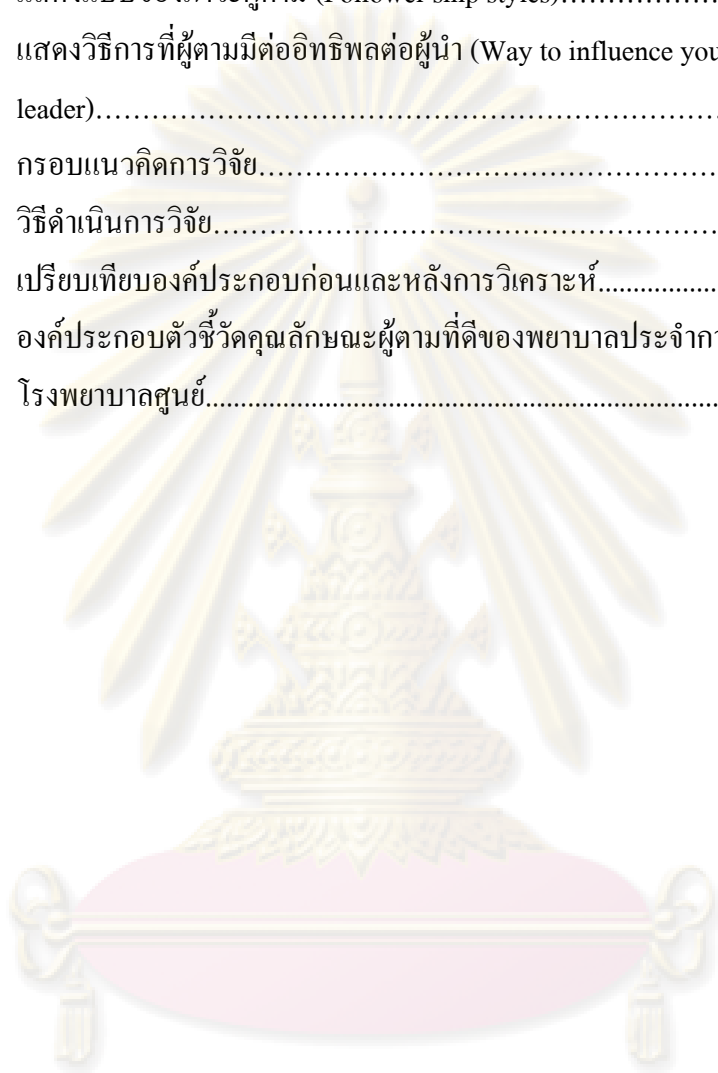 (Follower ship styles)........................
แสดงวิธีการที่ผู้ตามมีต่ออิทธิพลต่อผู้นำ (Way to influence you
leader)........................................................................
กรอบแนวคิดการวิจัย........................................................
วิธีดำเนินการวิจัย............................................................
เปรียบเทียบองค์ประกอบก่อนและหลังการวิเคราะห์....................
องค์ประกอบตัวชี้วัดคุณลักษณะผู้ตามที่ดีของพยาบาลประจำกา
โรงพยาบาลศูนย์................................................................